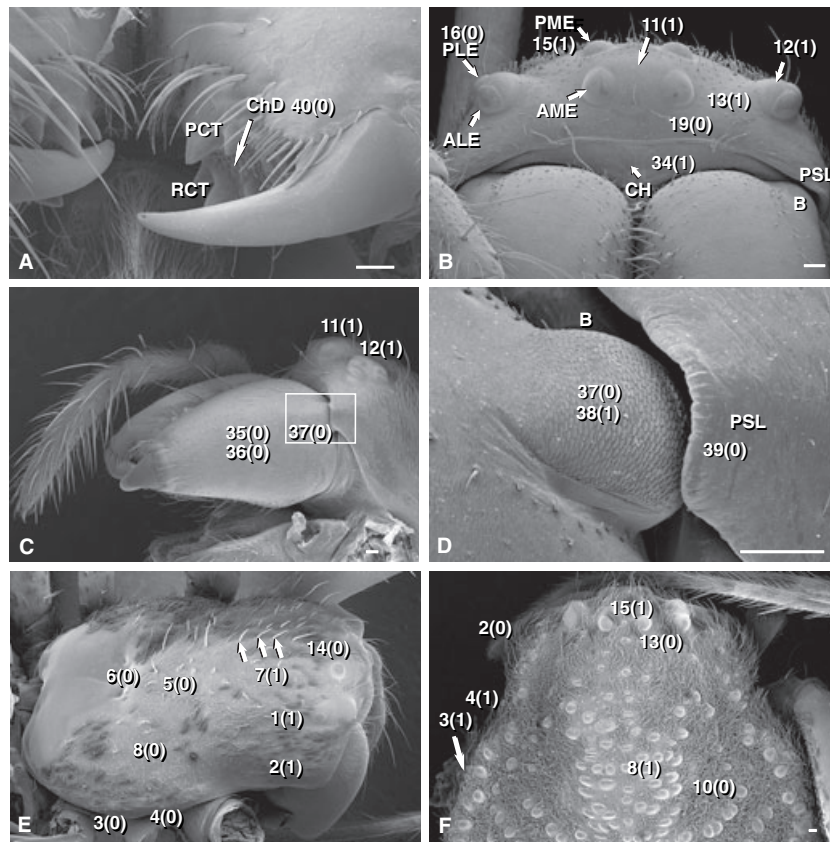 ChD 40(0)
PCT
RCT
A
PME
11(1)
16(0)
15(1)
12(1)
PLE
13(1)
AME
19(0)
ALE
34(1)
PSL
CH
B
B
11(1)
12(1)
35(0)
37(0)
36(0)
C
B
37(0)
38(1)
PSL
39(0)
D
14(0)
6(0)
5(0)
7(1)
1(1)
8(0)
2(1)
3(0)
4(0)
E
15(1)
2(0)
13(0)
4(1)
3(1)
8(1)
10(0)
F